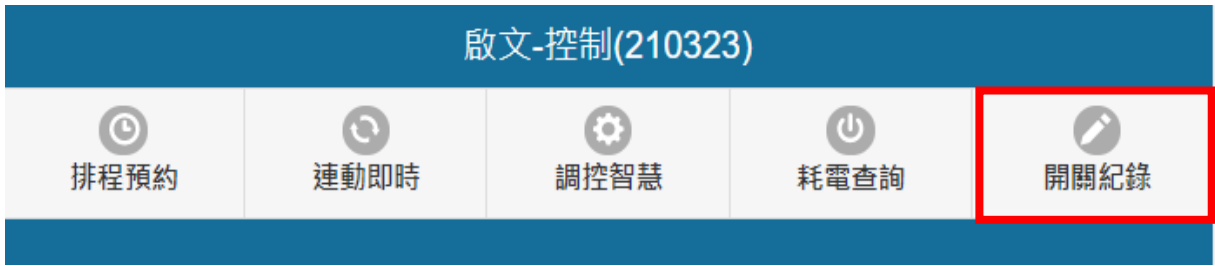 啟文-控制(210323)
排程預約
連動即時
調控智慧
耗電查詢
開關紀錄